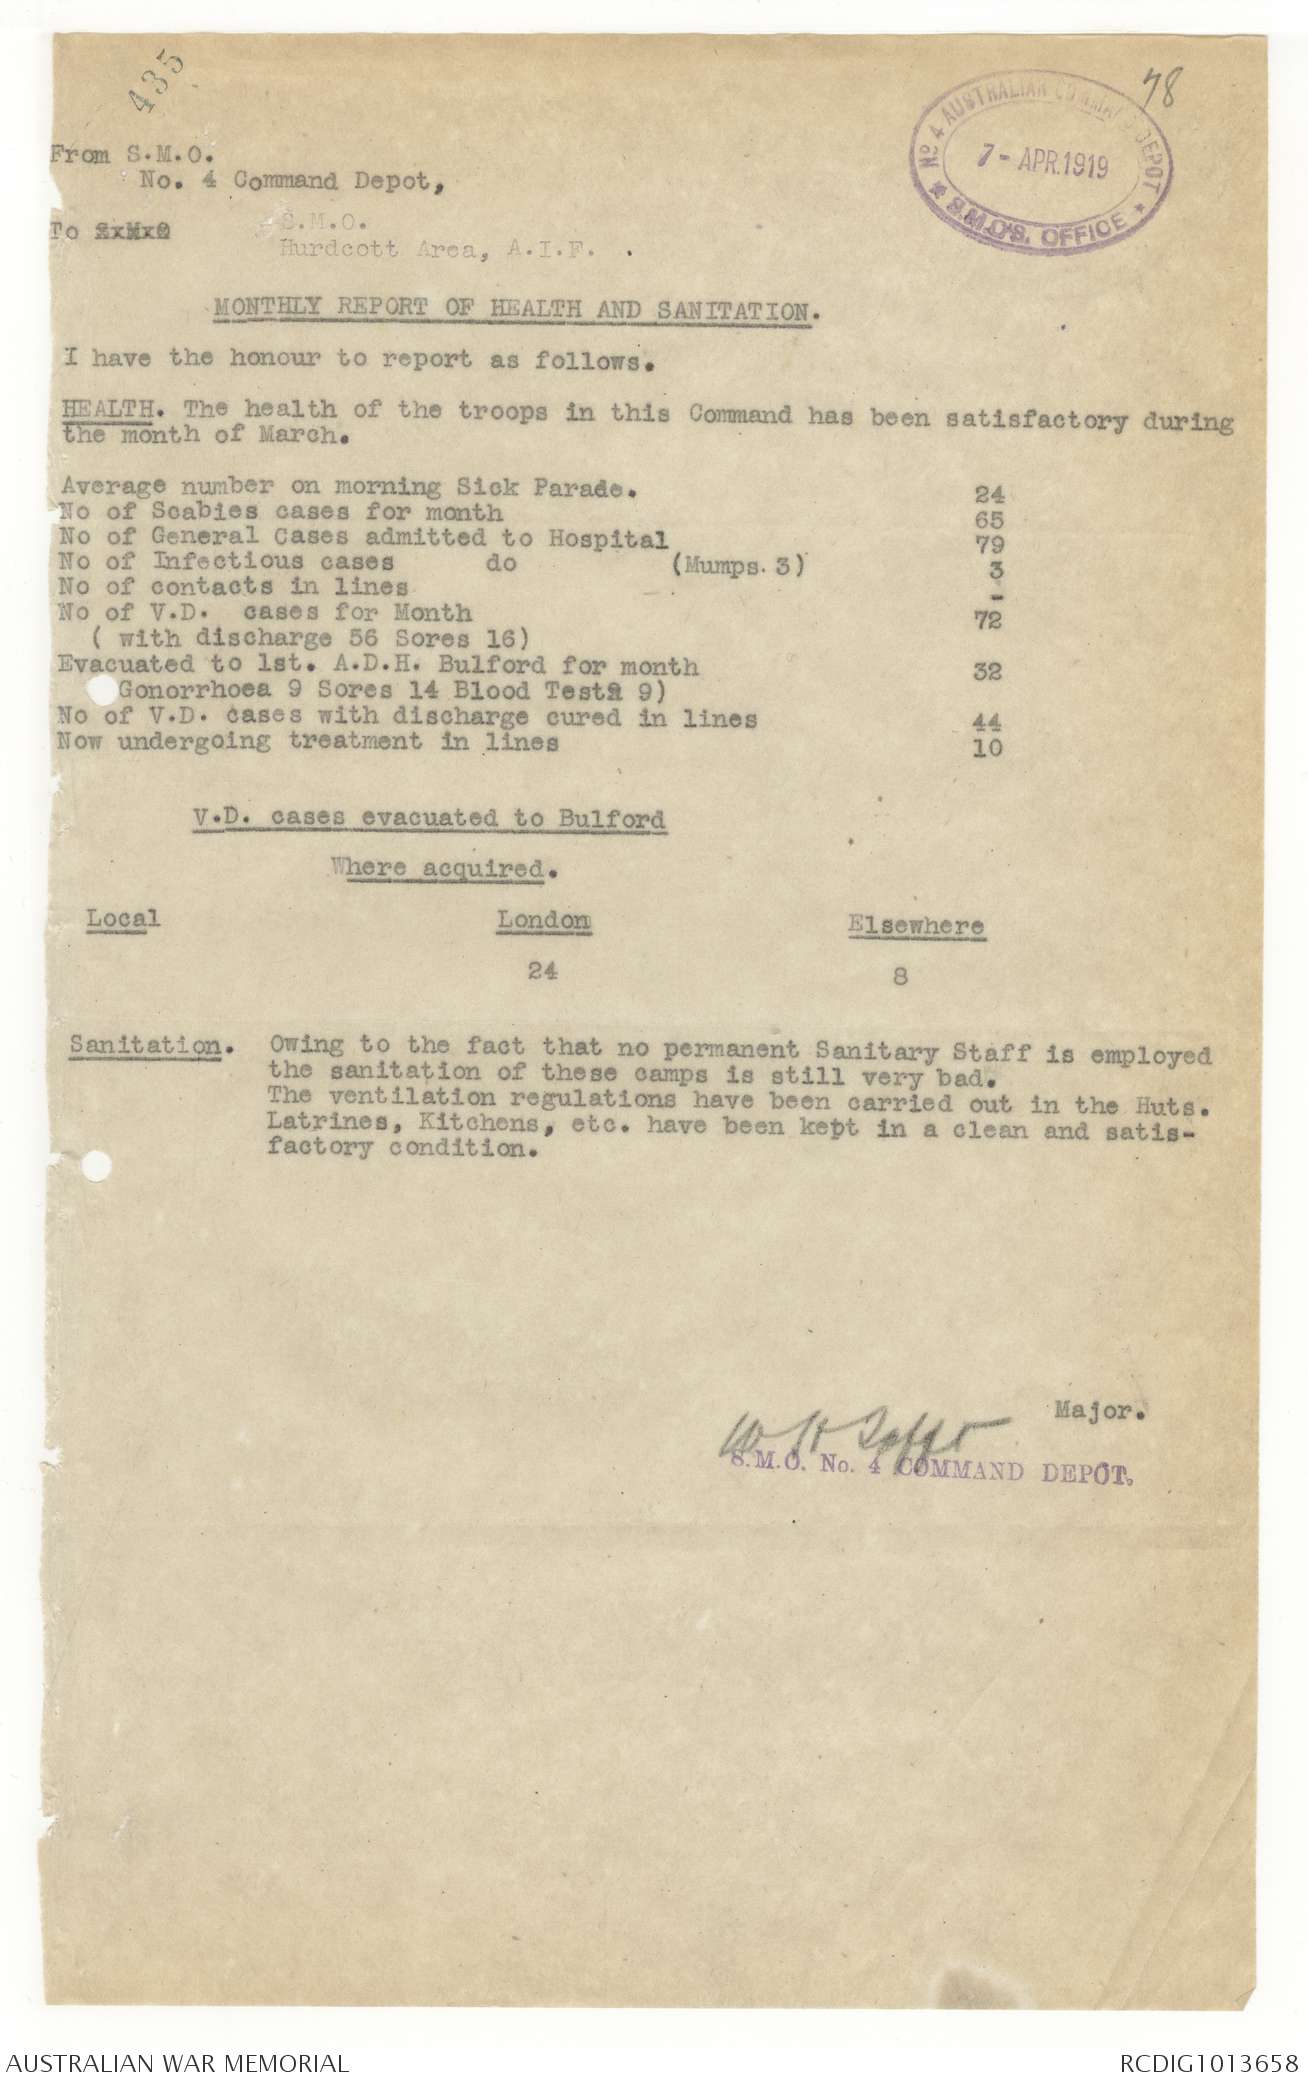 435
78
No 4 AUSTRALIAN COMMAND DEPOT
7 - APR. 1919
* S.M.O'S. OFFICE *
From S.M.O.
No. 4 Command Depot,
To SxMxO
S.M.O.
Hurdcott Area, A.I.F. .
MONTHLY REPORT OF HEALTH AND SANITATION.
I have the honour to report as follows.
HEALTH. The health of the troops in this Command has been satisfactory during
the month of March.
Average number on morning Sick Parade. 24
No of Scabies cases for month 65
No of General Cases admitted to Hospital 79
No of Infectious cases do (Mumps. 3) 3
No of contacts in lines -
No of V.D. cases for Month 72
( with discharge 56 Sores 16)
Evacuated to 1st. A.D.H. Bulford for month 32
Gonorrhoea 9 Sores 14 Blood Tests 9)
No of V.D. cases with discharge cured in lines 44
Now undergoing treatment in lines 10
V.D. cases evacuated to Bulford
Where acquired.
Local London Elsewhere
24 8
Sanitation. Owing to the fact that no permanent Sanitary Staff is employed
the sanitation of these camps is still very bad.
The ventilation regulations have been carried out in the Huts.
Latrines, Kitchens, etc. have been kept in a clean and satis-
factory condition.
Major.
S.M.O. No. 4 COMMAND DEPOT.
AUSTRALIAN WAR MEMORIAL RCDIG1013658